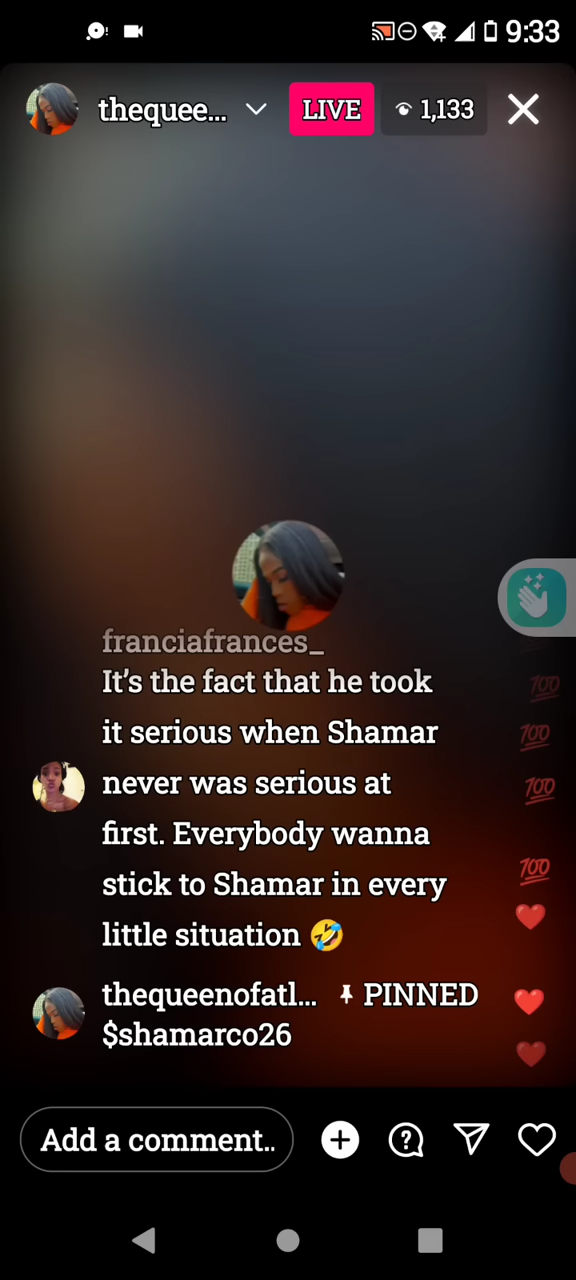 9:33
thequee... LIVE 1,133
franciafrances_
It's the fact that he took
it serious when Shamar
never was serious at
first. Everybody wanna
stick to Shamar in every
little situation 🤣
thequeenofatl... PINNED
$shamarco26
💯
💯
💯
💯
Add a comment..